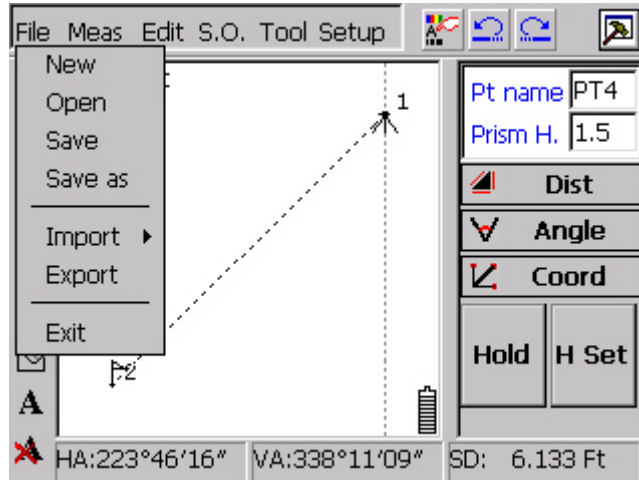 File Meas Edit S.O. Tool Setup
New
Open
Save
Save as
Import
Export
Exit
1
2
A
A
Pt name PT4
Prism H. 1.5
Dist
Angle
Coord
Hold H Set
HA:223°46′16″ VA:338°11′09″ SD: 6.133 Ft